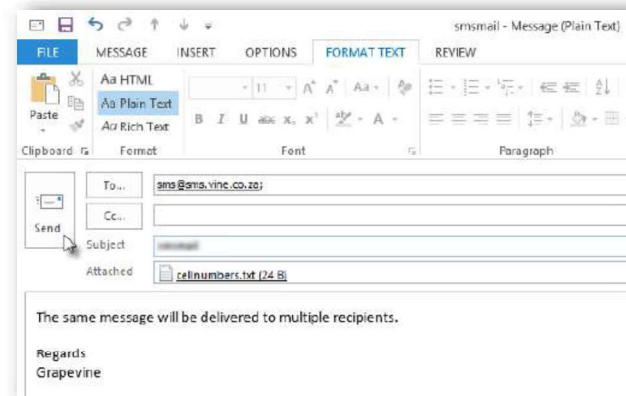 smsmail - Message (Plain Text)
FILE MESSAGE INSERT OPTIONS FORMAT TEXT REVIEW
Aa HTML
Aa Plain Text
Aa Rich Text
Paste
11
B I U abc x₂ x²
Clipboard Format Font Paragraph
To... sms@sms.vine.co.za;
Cc...
Send
Subject
Attached cellnumbers.txt (24 B)
The same message will be delivered to multiple recipients.
Regards
Grapevine